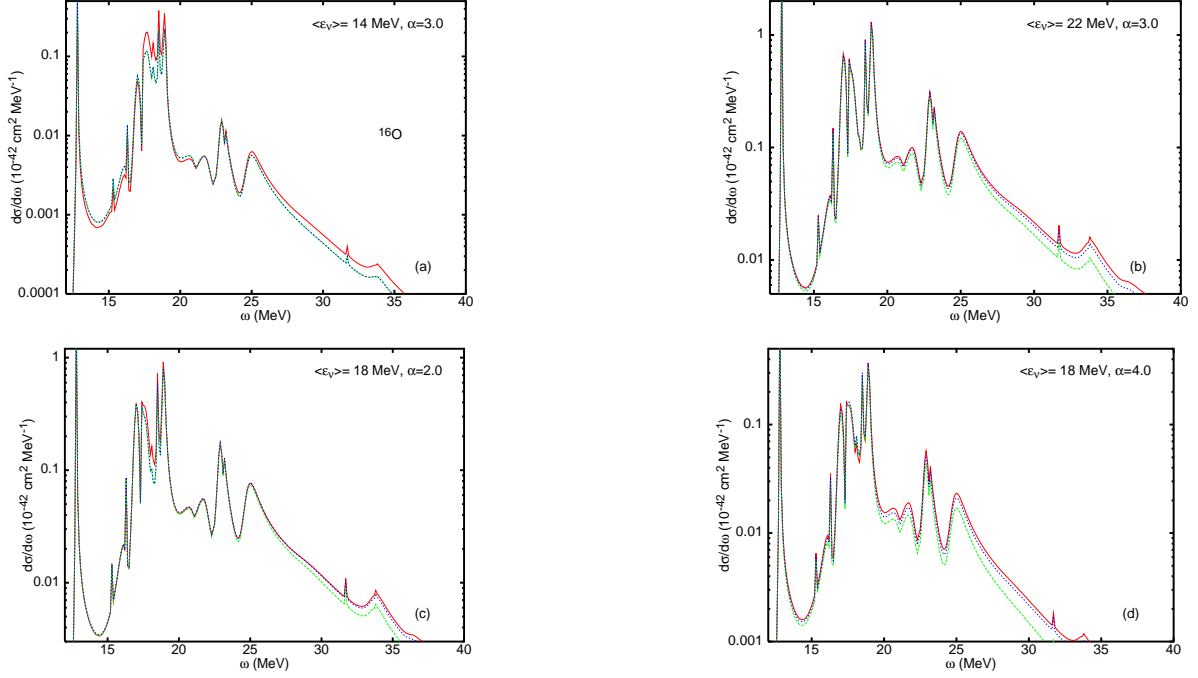 <εν>= 14 MeV, α=3.0
0.1
0.01
0.001
0.0001
dσ/dω (10-42 cm2 MeV-1)
16O
(a)
15 20 25 30 35 40
ω (MeV)
<εν>= 22 MeV, α=3.0
1
0.1
0.01
dσ/dω (10-42 cm2 MeV-1)
(b)
15 20 25 30 35 40
ω (MeV)
<εν>= 18 MeV, α=2.0
1
0.1
0.01
dσ/dω (10-42 cm2 MeV-1)
(c)
15 20 25 30 35 40
ω (MeV)
<εν>= 18 MeV, α=4.0
0.1
0.01
0.001
dσ/dω (10-42 cm2 MeV-1)
(d)
15 20 25 30 35 40
ω (MeV)